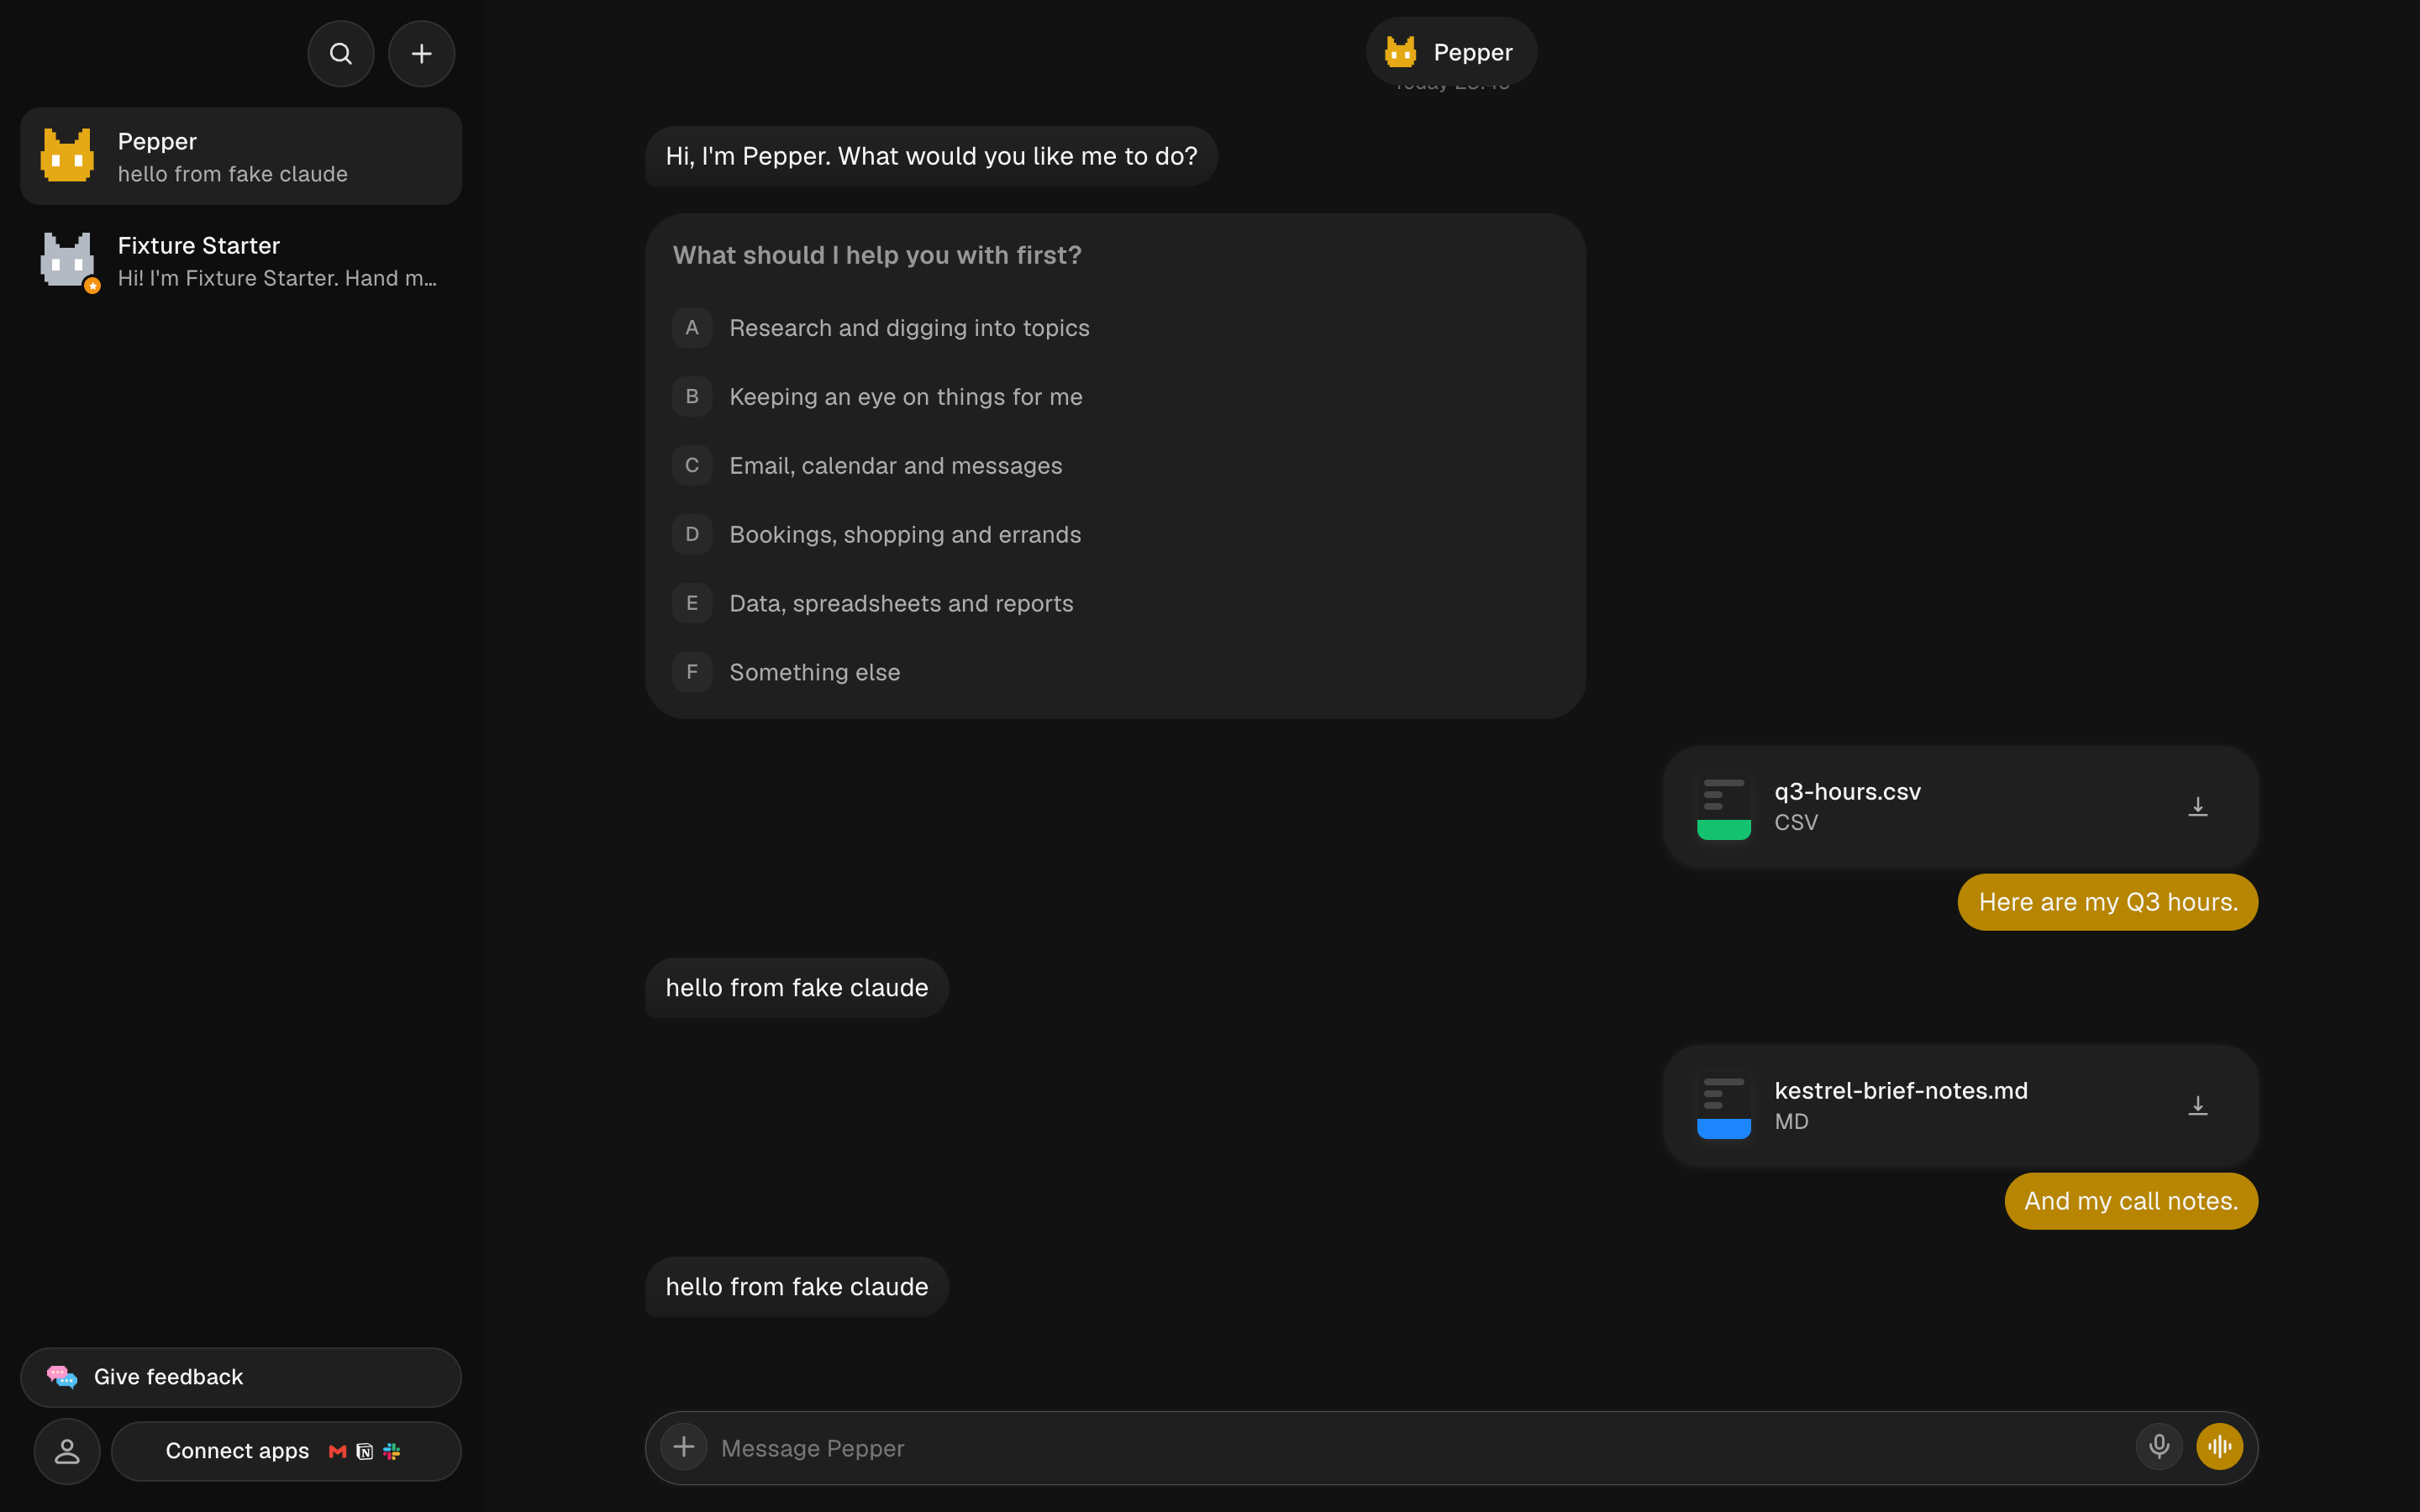 Pepper
hello from fake claude
Fixture Starter
Hi! I'm Fixture Starter. Hand m…
Give feedback
Connect apps
Pepper
Hi, I'm Pepper. What would you like me to do?
What should I help you with first?
A Research and digging into topics
B Keeping an eye on things for me
C Email, calendar and messages
D Bookings, shopping and errands
E Data, spreadsheets and reports
F Something else
q3-hours.csv
CSV
Here are my Q3 hours.
hello from fake claude
kestrel-brief-notes.md
MD
And my call notes.
hello from fake claude
Message Pepper